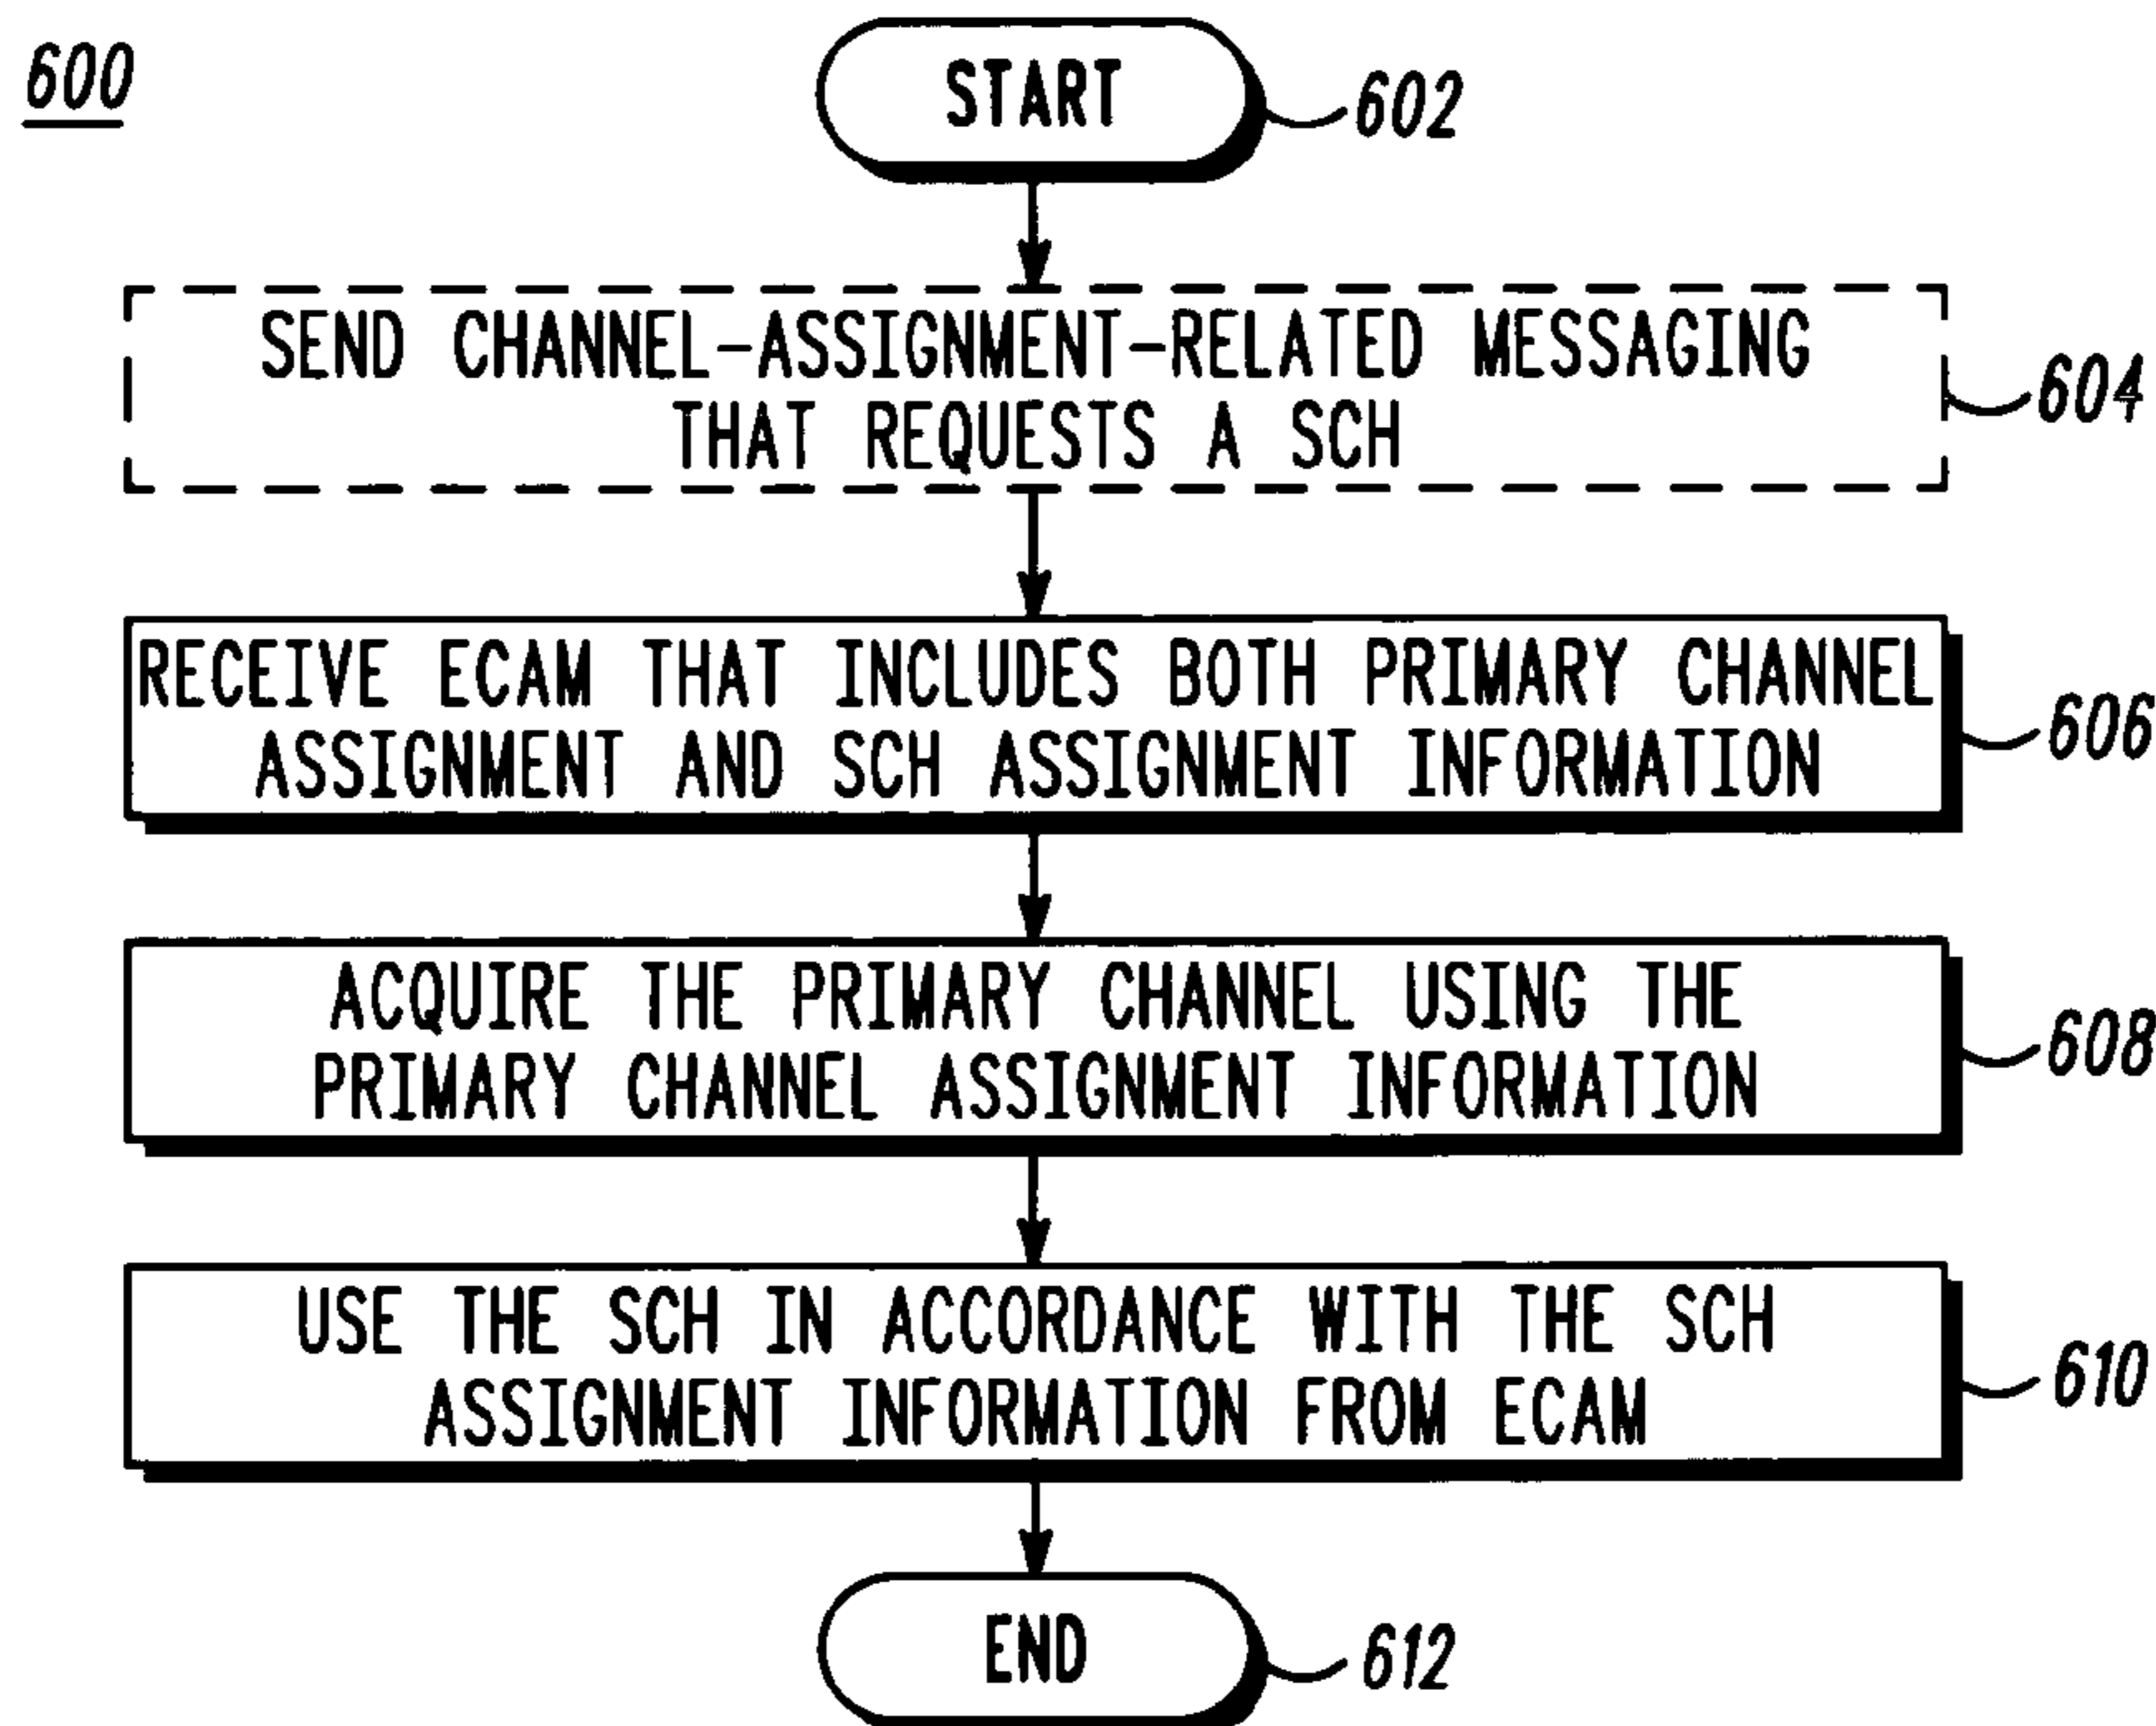 600
START
602
SEND CHANNEL-ASSIGNMENT-RELATED MESSAGING
THAT REQUESTS A SCH
604
RECEIVE ECAM THAT INCLUDES BOTH PRIMARY CHANNEL
ASSIGNMENT AND SCH ASSIGNMENT INFORMATION
606
ACQUIRE THE PRIMARY CHANNEL USING THE
PRIMARY CHANNEL ASSIGNMENT INFORMATION
608
USE THE SCH IN ACCORDANCE WITH THE SCH
ASSIGNMENT INFORMATION FROM ECAM
610
END
612